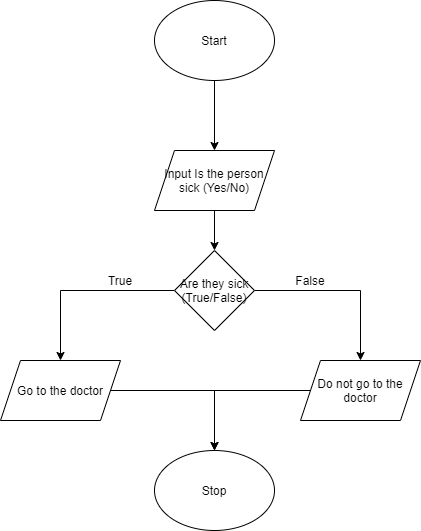 Start
Input Is the person
sick (Yes/No)
Are they sick
(True/False)
True
False
Go to the doctor
Do not go to the
doctor
Stop